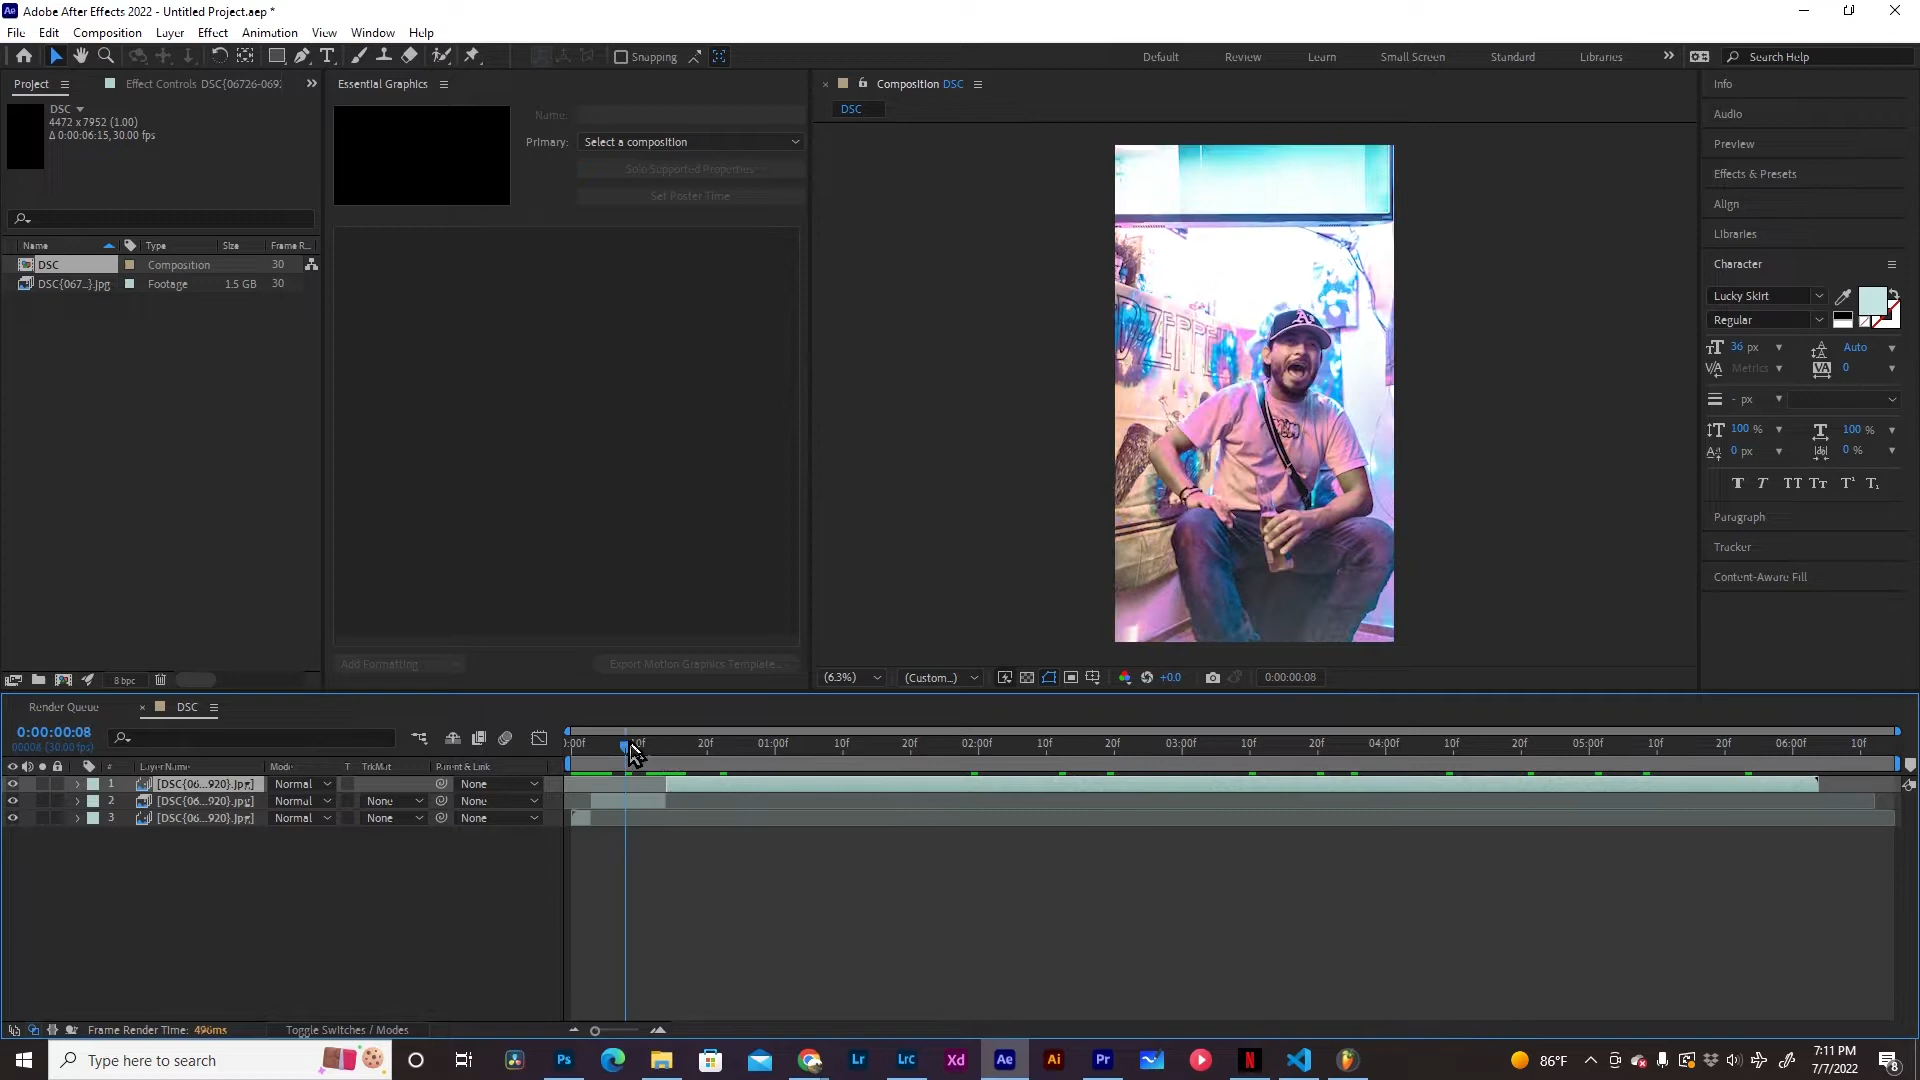 Adobe After Effects 2022 - Untitled Project.aep *
File Edit Composition Layer Effect Animation View Window Help
Snapping
Default Review Learn Small Screen Standard Libraries Search Help
Project Effect Controls DSC{06726-069
DSC
4472 x 7952 (1.00)
Δ 0:00:06:15, 30.00 fps
Name Type Size Frame R...
DSC Composition 30
DSC{067...}.jpg Footage 1.5 GB 30
8 bpc
Essential Graphics
Name:
Primary: Select a composition
Solo Supported Properties
Set Poster Time
Add Formatting Export Motion Graphics Template...
Composition DSC
DSC
(6.3%) (Custom...) +0.0 0:00:00:08
Info
Audio
Preview
Effects & Presets
Align
Libraries
Character
Lucky Skirt
Regular
36 px Auto
Metrics 0
- px
100 % 100 %
0 px 0 %
Paragraph
Tracker
Content-Aware Fill
Render Queue DSC
0:00:00:08
00008 (30.00 fps)
:00f 10f 20f 01:00f 10f 20f 02:00f 10f 20f 03:00f 10f 20f 04:00f 10f 20f 05:00f 10f 20f 06:00f 10f
# Layer Name Mode T TrkMat Parent & Link
1 [DSC{06...920}.jpg] Normal None
2 [DSC{06...920}.jpg] Normal None None
3 [DSC{06...920}.jpg] Normal None None
Frame Render Time: 496ms Toggle Switches / Modes
Type here to search
Ps Lr Lrc Xd Ae Ai Pr N
86°F
7:11 PM
7/7/2022
8